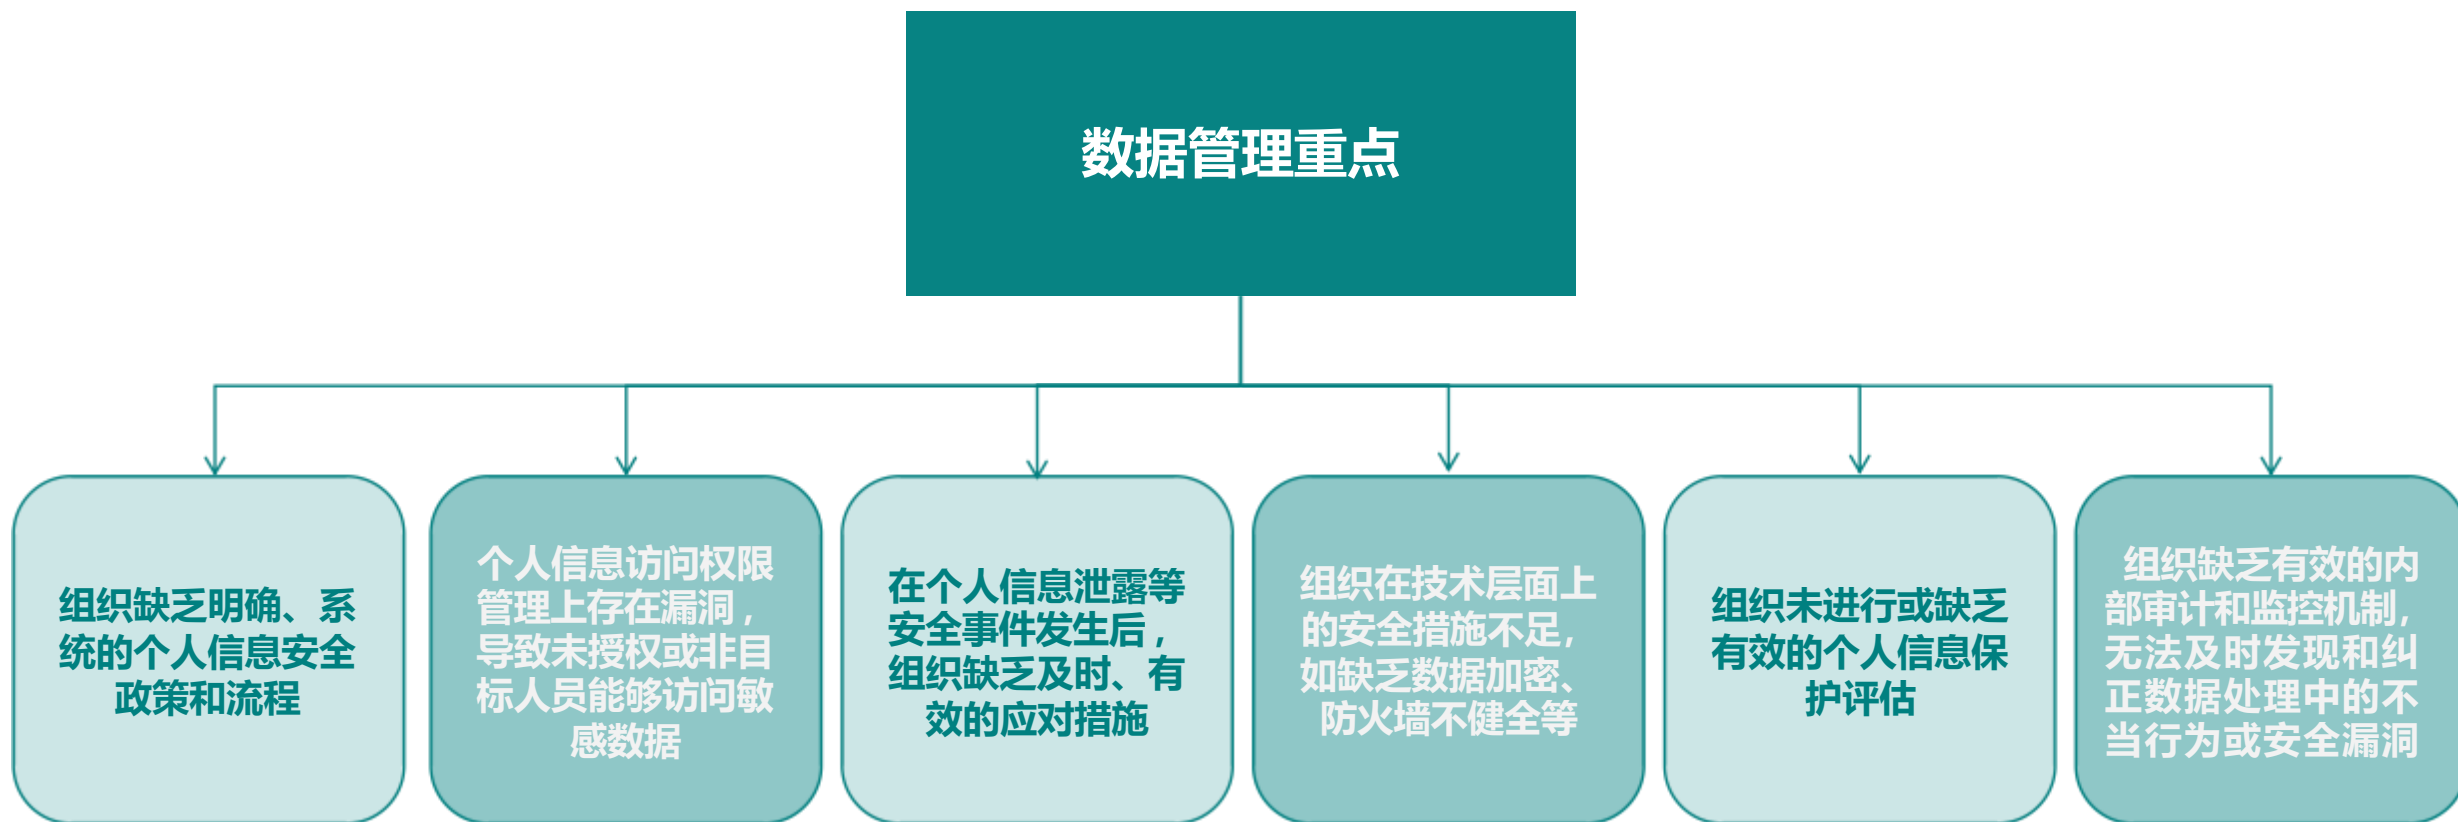 数据管理重点
组织缺乏明确、系
统的个人信息安全
政策和流程
个人信息访问权限
管理上存在漏洞，
导致未授权或非目
标人员能够访问敏
感数据
在个人信息泄露等
安全事件发生后，
组织缺乏及时、有
效的应对措施
组织在技术层面上
的安全措施不足，
如缺乏数据加密、
防火墙不健全等
组织未进行或缺乏
有效的个人信息保
护评估
组织缺乏有效的内
部审计和监控机制，
无法及时发现和纠
正数据处理中的不
当行为或安全漏洞